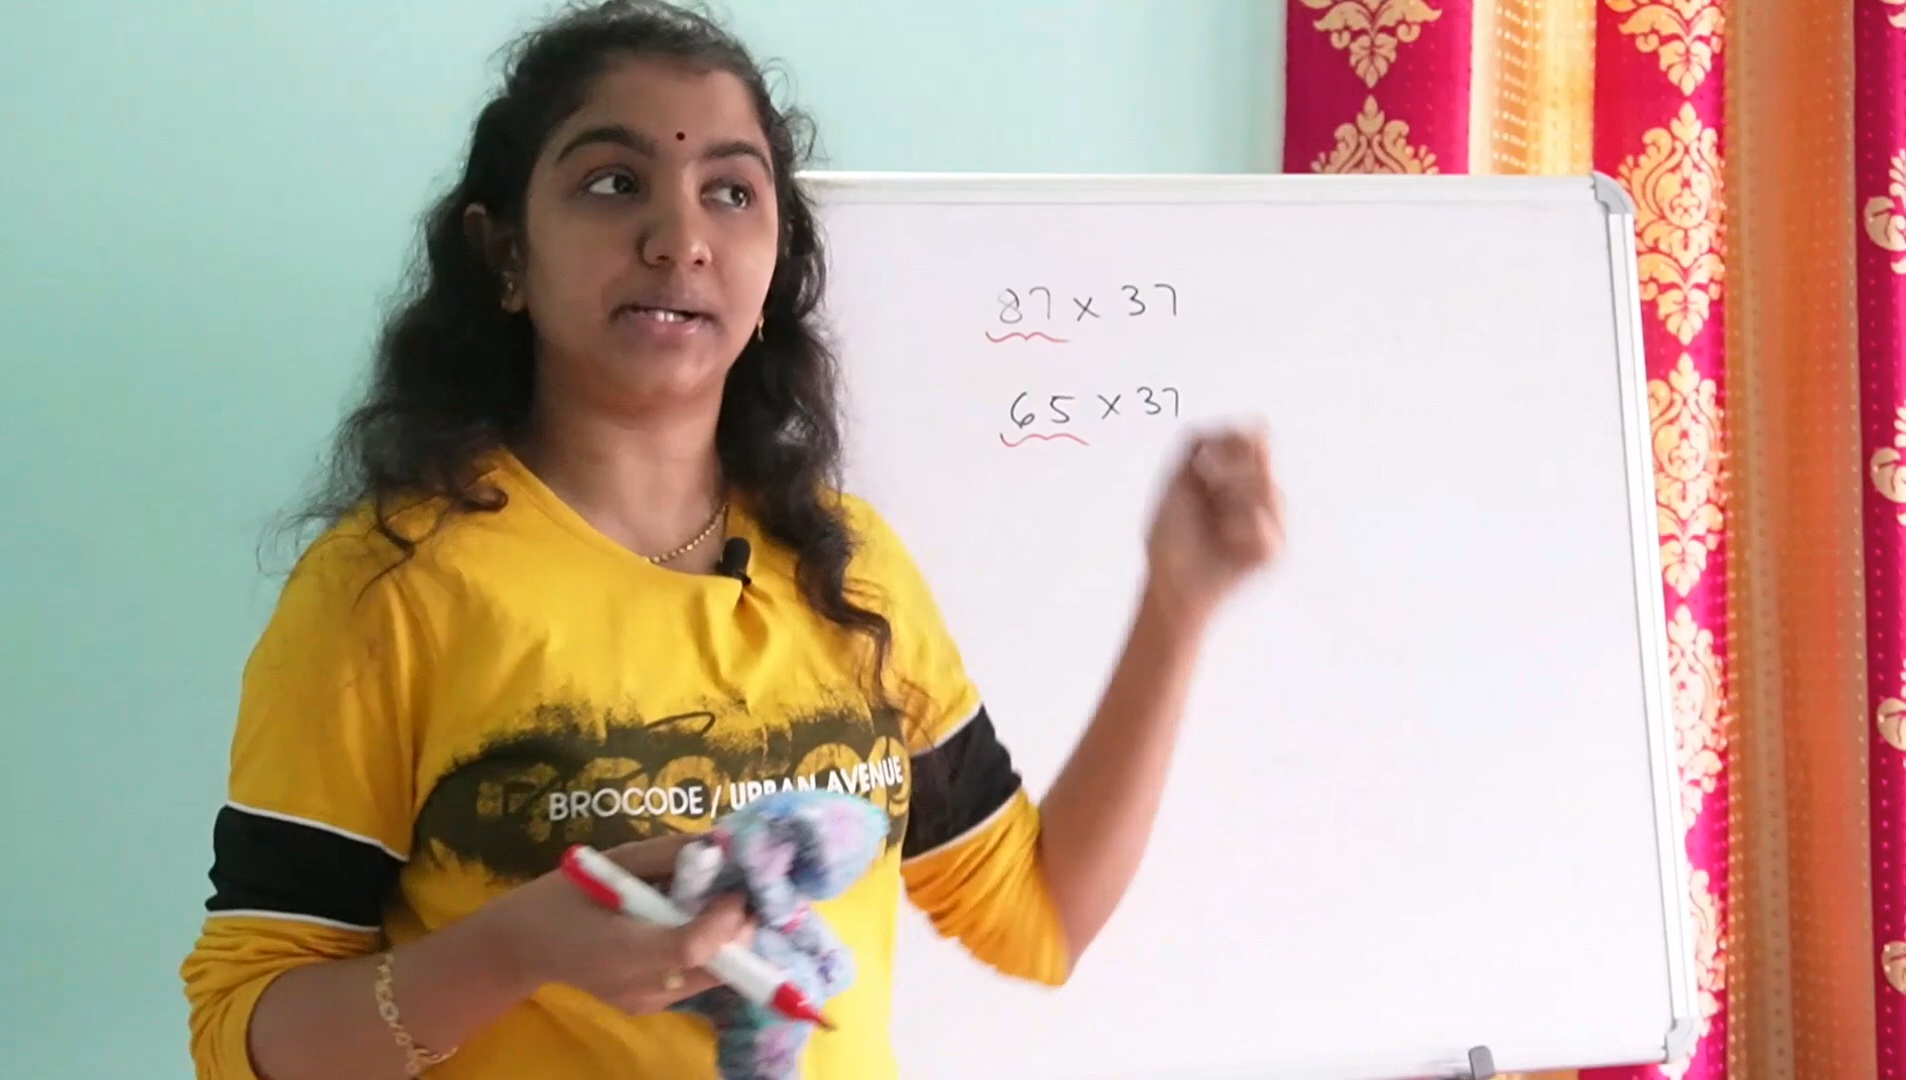 87 × 37
65 × 37
BROCODE / URBAN AVENUE